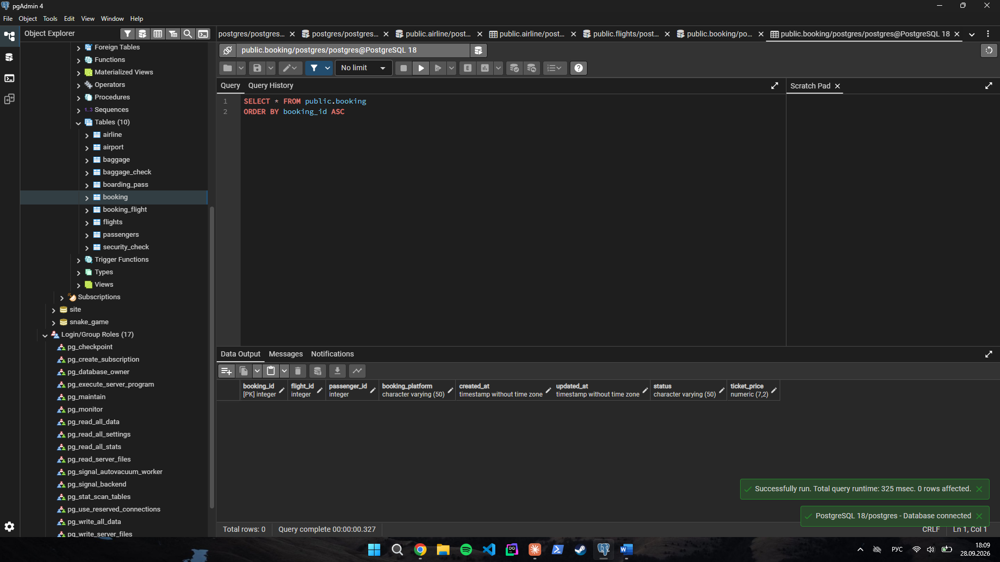 pgAdmin 4
File Object Tools Edit View Window Help
Object Explorer
postgres/postgres...
postgres/postgres...
public.airline/post...
public.airline/post...
public.flights/post...
public.booking/po...
public.booking/postgres/postgres@PostgreSQL 18
public.booking/postgres/postgres@PostgreSQL 18
No limit
E
Query Query History
Scratch Pad
1 SELECT * FROM public.booking
2 ORDER BY booking_id ASC
Foreign Tables
Functions
Materialized Views
Operators
Procedures
1..3 Sequences
Tables (10)
airline
airport
baggage
baggage_check
boarding_pass
booking
booking_flight
flights
passengers
security_check
Trigger Functions
Types
Views
Subscriptions
site
snake_game
Login/Group Roles (17)
pg_checkpoint
pg_create_subscription
pg_database_owner
pg_execute_server_program
pg_maintain
pg_monitor
pg_read_all_data
pg_read_all_settings
pg_read_all_stats
pg_read_server_files
pg_signal_autovacuum_worker
pg_signal_backend
pg_stat_scan_tables
pg_use_reserved_connections
pg_write_all_data
pg_write_server_files
Data Output Messages Notifications
booking_id
[PK] integer
flight_id
integer
passenger_id
integer
booking_platform
character varying (50)
created_at
timestamp without time zone
updated_at
timestamp without time zone
status
character varying (50)
ticket_price
numeric (7,2)
Successfully run. Total query runtime: 325 msec. 0 rows affected.
PostgreSQL 18/postgres - Database connected
Total rows: 0
Query complete 00:00:00.327
CRLF
Ln 1, Col 1
DG
РУС
18:09
28.09.2026